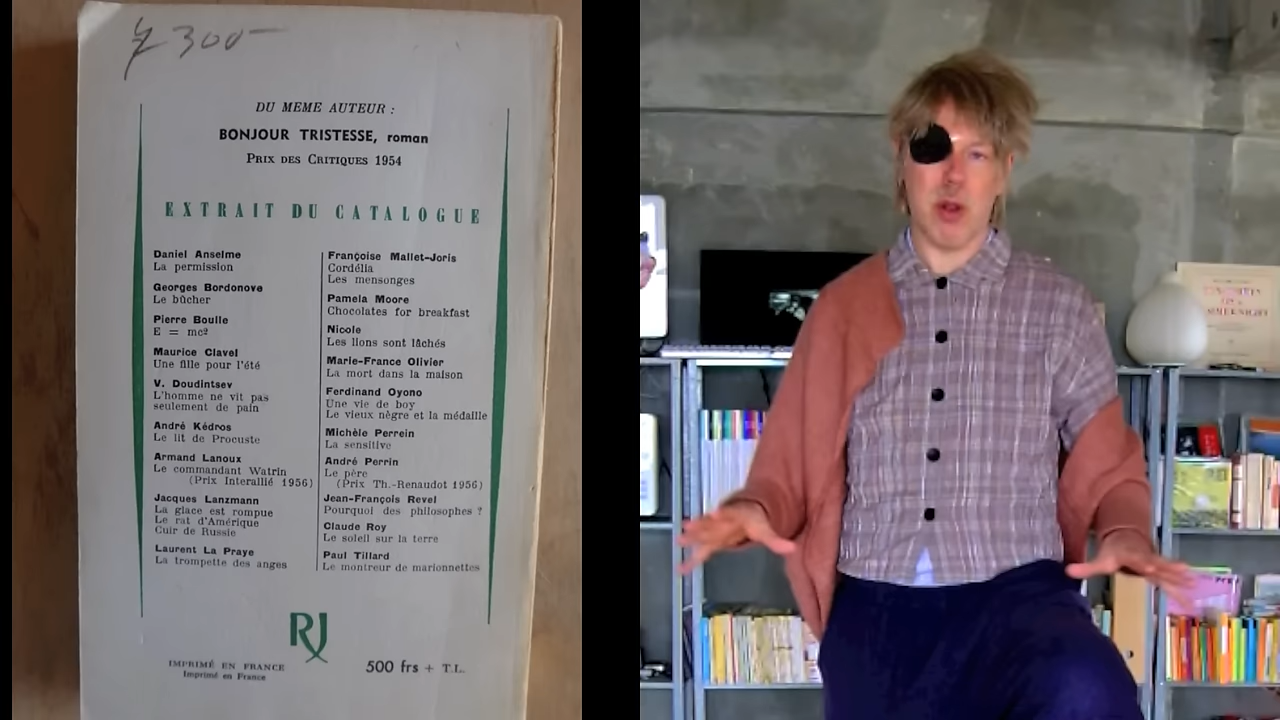 300-
DU MEME AUTEUR :
BONJOUR TRISTESSE, roman
PRIX DES CRITIQUES 1954
EXTRAIT DU CATALOGUE
Daniel Anselme
La permission
Georges Bordonove
Le bûcher
Pierre Boulle
E = mc²
Maurice Clavel
Une fille pour l'été
V. Doudintsev
L'homme ne vit pas
seulement de pain
André Kédros
Le lit de Procuste
Armand Lanoux
Le commandant Watrin
(Prix Interallié 1956)
Jacques Lanzmann
La glace est rompue
Le rat d'Amérique
Cuir de Russie
Laurent La Praye
La trompette des anges
Françoise Mallet-Joris
Cordélia
Les mensonges
Pamela Moore
Chocolates for breakfast
Nicole
Les lions sont lâchés
Marie-France Olivier
La mort dans la maison
Ferdinand Oyono
Une vie de boy
Le vieux nègre et la médaille
Michèle Perrein
La sensitive
André Perrin
Le père
(Prix Th.-Renaudot 1956)
Jean-François Revel
Pourquoi des philosophes ?
Claude Roy
Le soleil sur la terre
Paul Tillard
Le montreur de marionnettes
RJ
IMPRIMÉ EN FRANCE
Imprimé en France
500 frs + T.L.